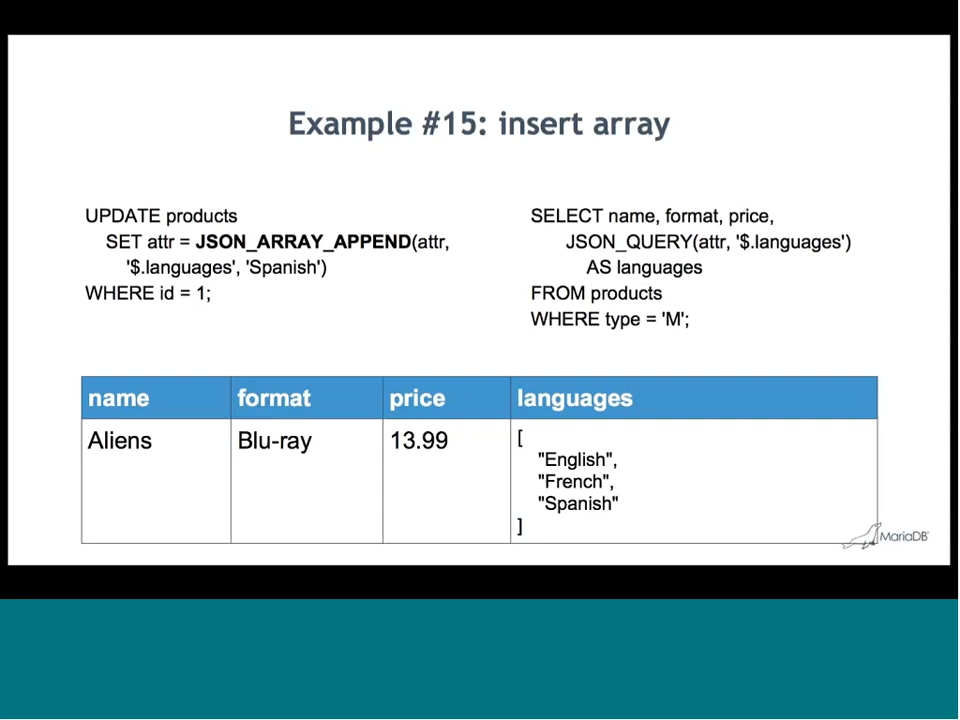 Example #15: insert array
UPDATE products
SET attr = JSON_ARRAY_APPEND(attr,
'$.languages', 'Spanish')
WHERE id = 1;
SELECT name, format, price,
JSON_QUERY(attr, '$.languages')
AS languages
FROM products
WHERE type = 'M';
name format price languages
Aliens Blu-ray 13.99 [
"English",
"French",
"Spanish"
]
MariaDB